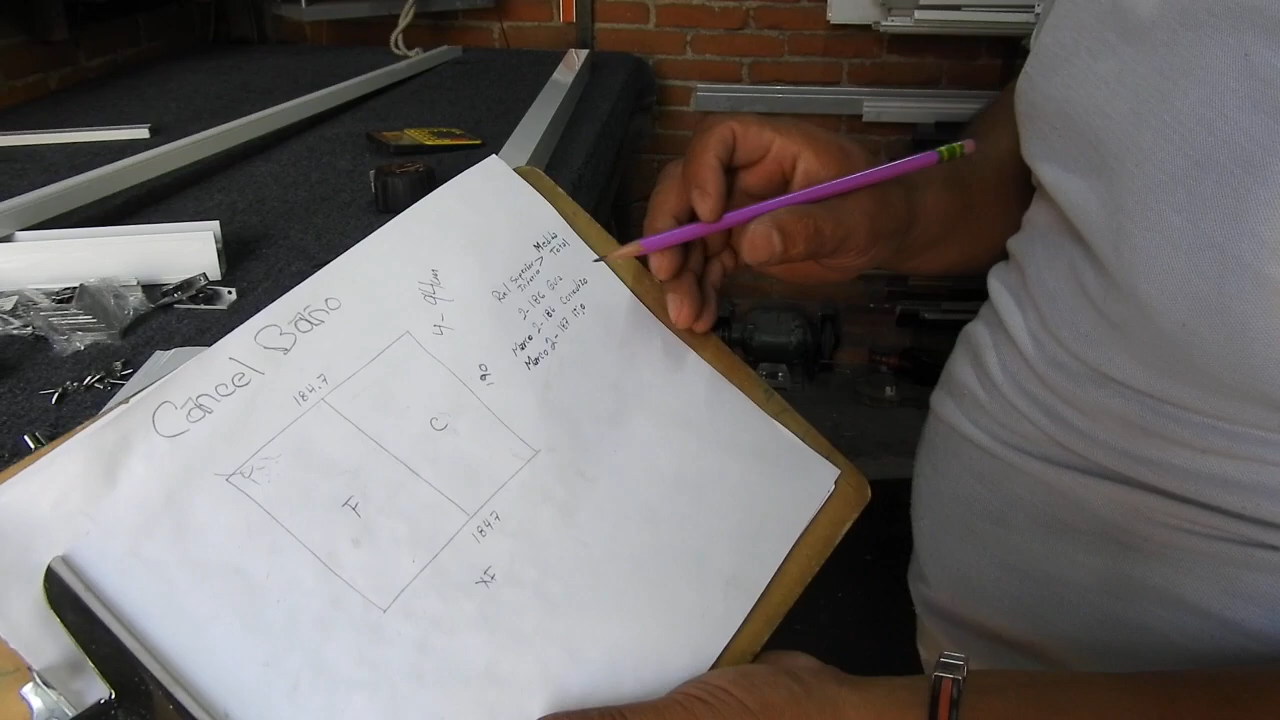 Cancel Baño
184.7
4- 94cm
190
F
C
184.7
XF
Riel Superior > Medida
Inferior Total
2-186 Guia
Marco 2-186 Corredizo
Marco 2-187 Fijo